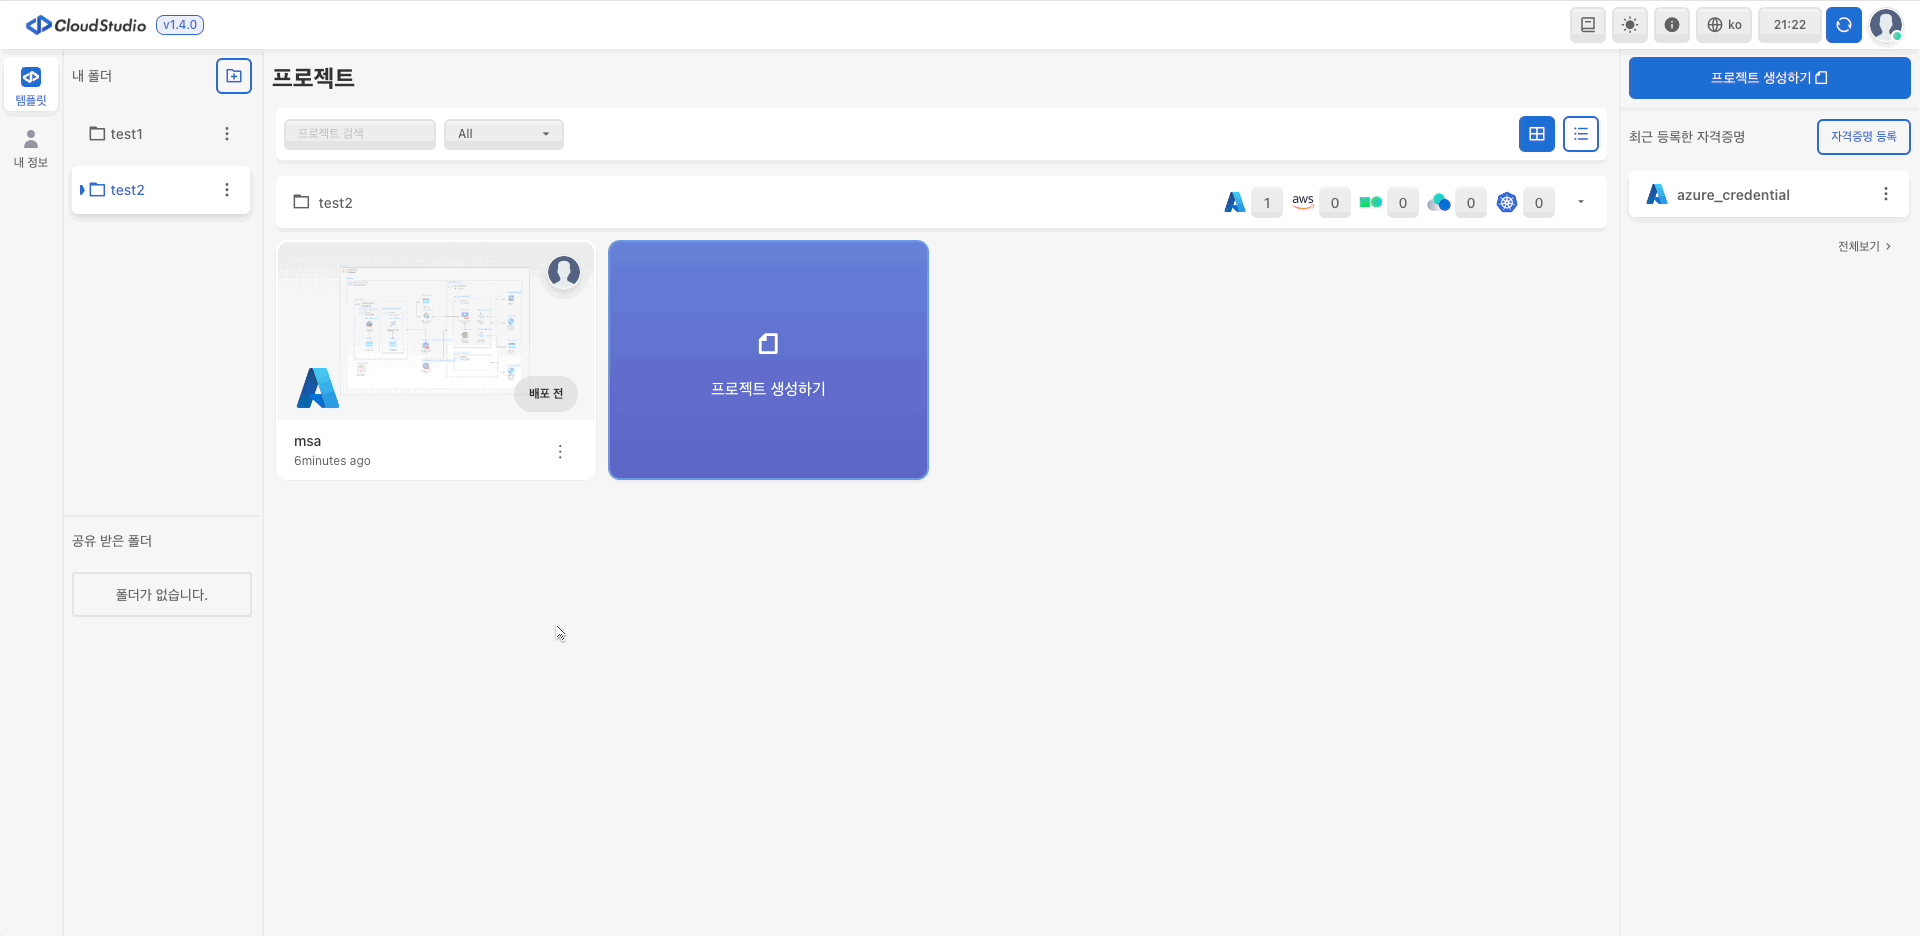 CloudStudio v1.4.0
ko
21:22
템플릿
내 정보
내 폴더
test1
test2
공유 받은 폴더
폴더가 없습니다.
프로젝트
프로젝트 검색
All
test2
1
aws
0
0
0
0
배포 전
msa
6minutes ago
프로젝트 생성하기
프로젝트 생성하기
최근 등록한 자격증명
자격증명 등록
azure_credential
전체보기